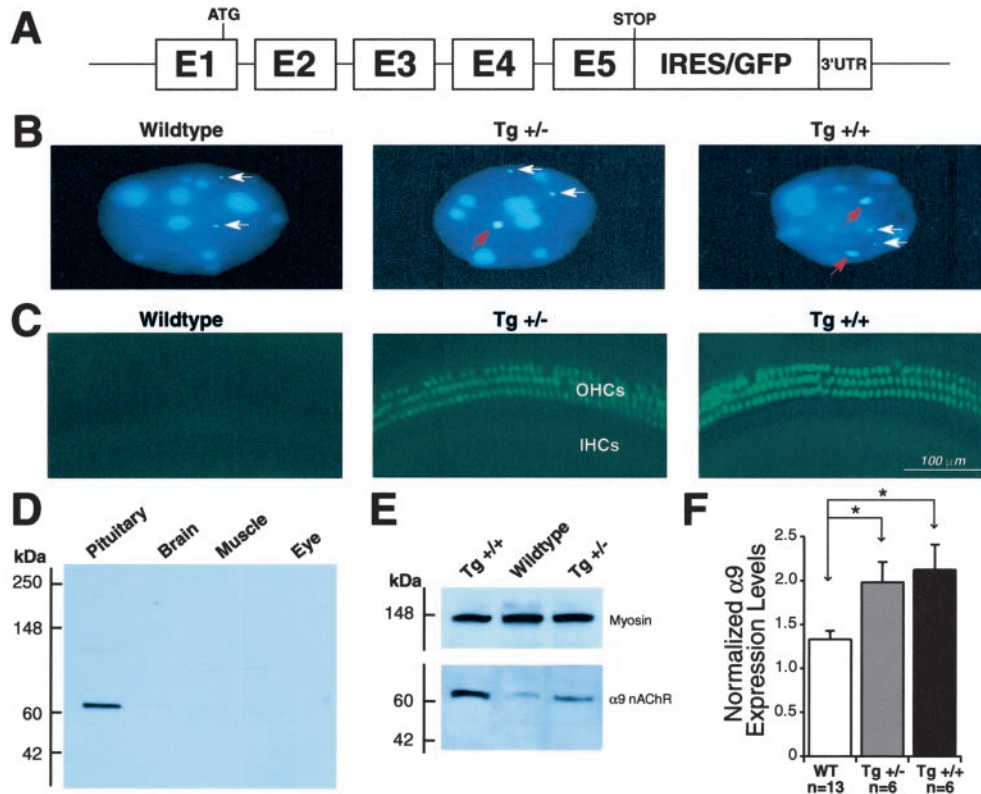 A
ATG
STOP
E1 E2 E3 E4 E5 IRES/GFP 3'UTR
B
Wildtype Tg +/- Tg +/+
C
Wildtype Tg +/- Tg +/+
OHCs
IHCs
100 μm
D
Pituitary Brain Muscle Eye
kDa
250
148
60
42
E
Tg +/+ Wildtype Tg +/-
kDa
148
Myosin
60
α9 nAChR
42
F
* *
Normalized α9
Expression Levels
2.5
2.0
1.5
1.0
0.5
0
WT Tg +/- Tg +/+
n=13 n=6 n=6